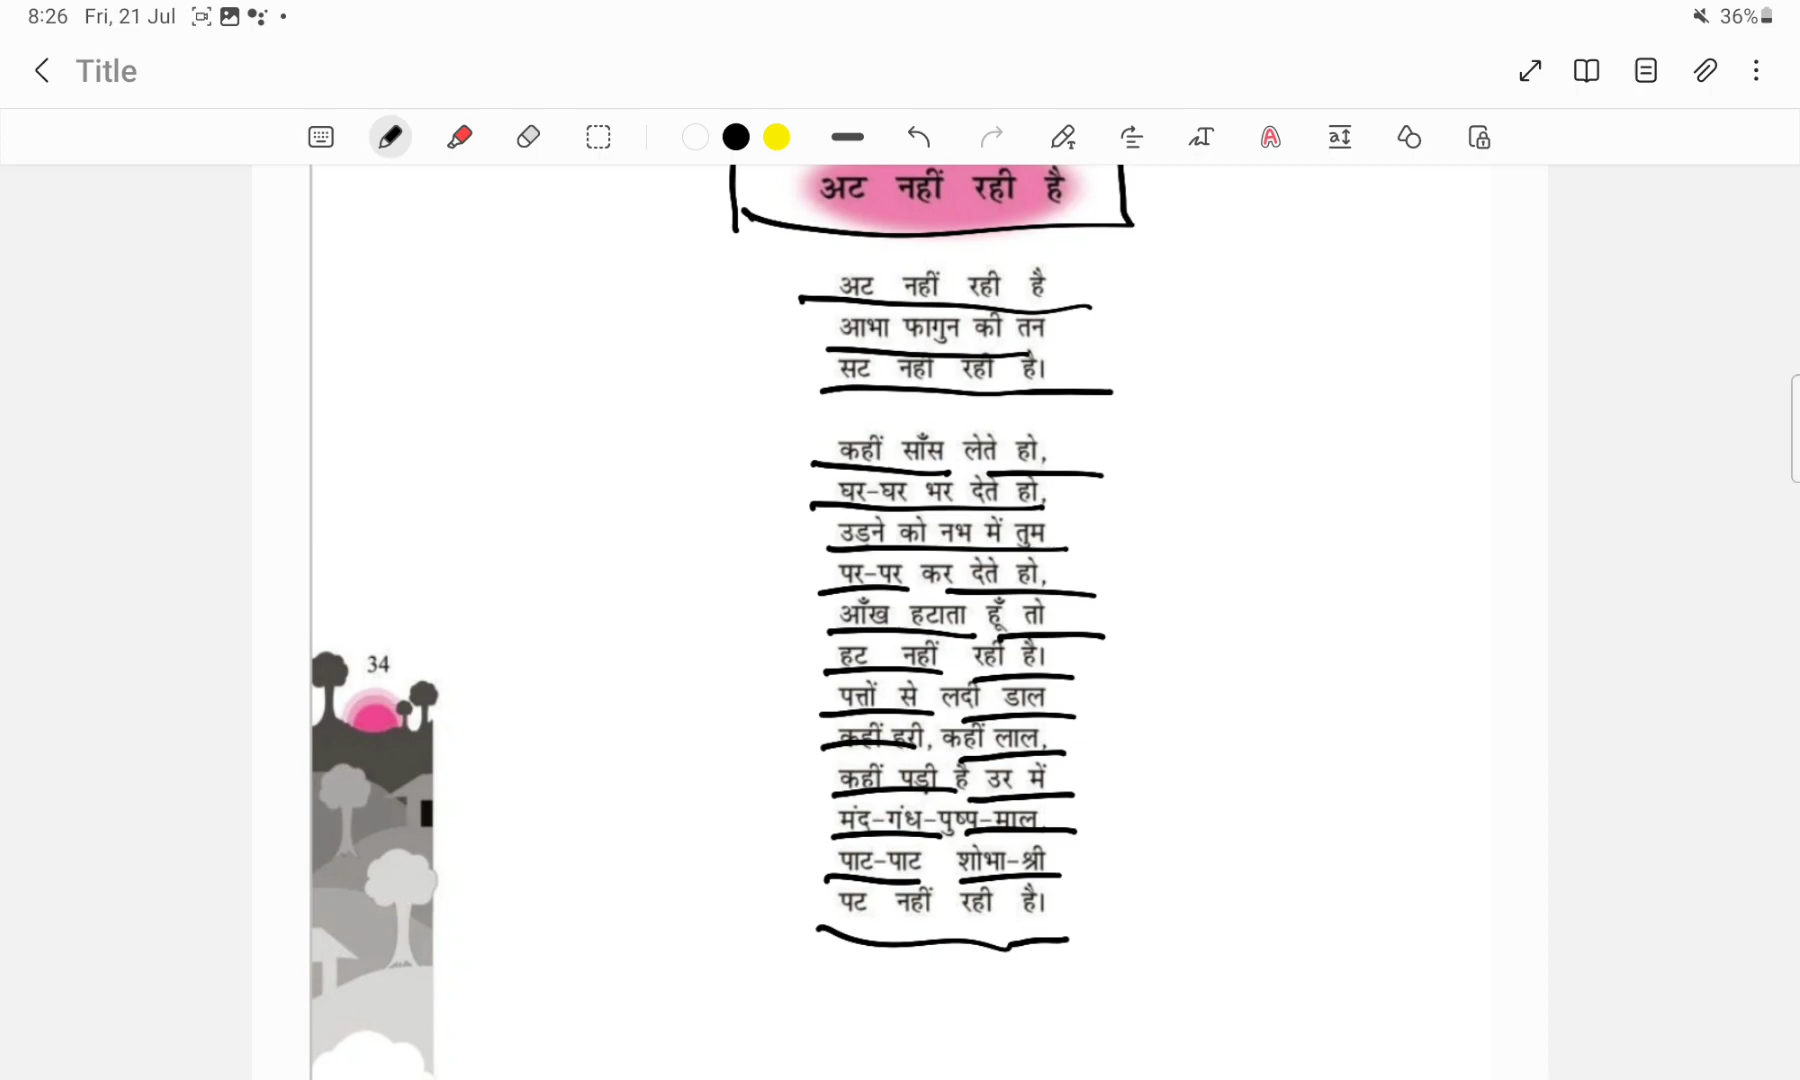 8:26 Fri, 21 Jul
36%
Title
अट नहीं रही है
अट नहीं रही है
आभा फागुन की तन
सट नहीं रही है।
कहीं साँस लेते हो,
घर-घर भर देते हो,
उड़ने को नभ में तुम
पर-पर कर देते हो,
आँख हटाता हूँ तो
हट नहीं रही है।
पत्तों से लदी डाल
कहीं हरी, कहीं लाल,
कहीं पड़ी है उर में
मंद-गंध-पुष्प-माल,
पाट-पाट शोभा-श्री
पट नहीं रही है।
34